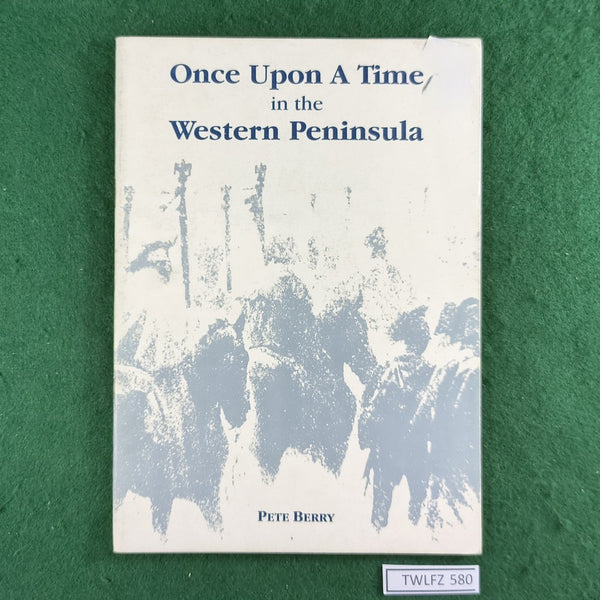 Once Upon A Time
in the
Western Peninsula
PETE BERRY
TWLFZ 580